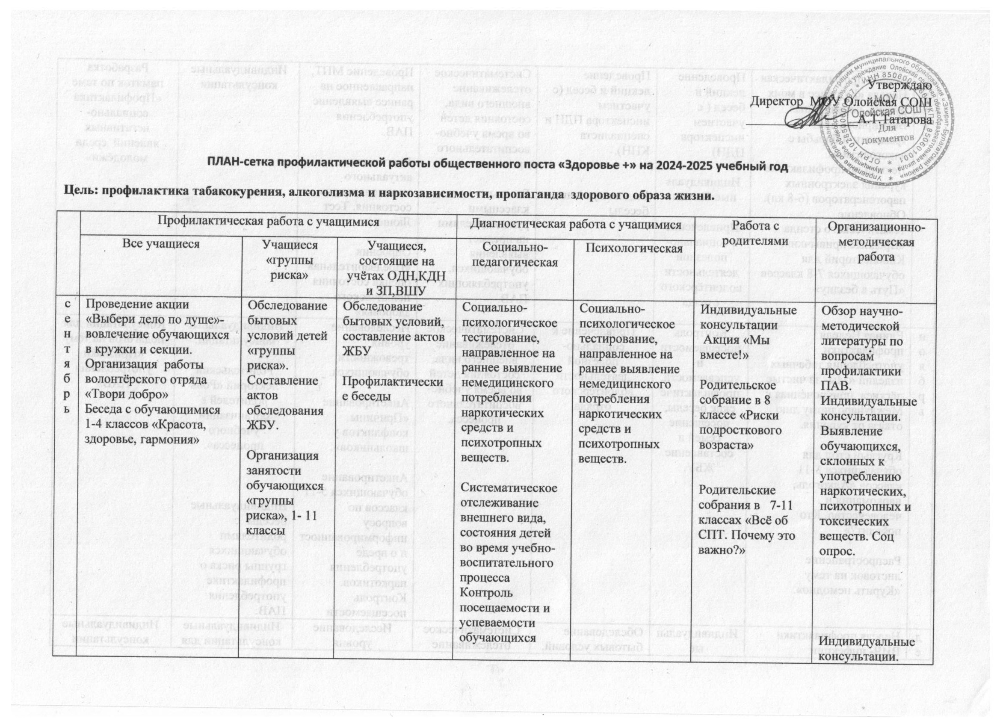 Утверждаю
Директор МОУ Олойская СОШ
А.Т.Татарова
МОУ
Олойская СОШ
Для
документов
ПЛАН-сетка профилактической работы общественного поста «Здоровье +» на 2024-2025 учебный год
Цель: профилактика табакокурения, алкоголизма и наркозависимости, пропаганда здорового образа жизни.
Профилактическая работа с учащимися
Диагностическая работа с учащимися
Работа с
родителями
Организационно-
методическая
работа
Все учащиеся
Учащиеся
«группы
риска»
Учащиеся,
состоящие на
учётах ОДН,КДН
и ЗП,ВШУ
Социально-
педагогическая
Психологическая
с
е
н
т
я
б
р
ь
Проведение акции
«Выбери дело по душе»-
вовлечение обучающихся
в кружки и секции.
Организация работы
волонтёрского отряда
«Твори добро»
Беседа с обучающимися
1-4 классов «Красота,
здоровье, гармония»
Обследование
бытовых
условий детей
«группы
риска».
Составление
актов
обследования
ЖБУ.
Организация
занятости
обучающихся
«группы
риска», 1- 11
классы
Обследование
бытовых условий,
составление актов
ЖБУ
Профилактически
е беседы
Социально-
психологическое
тестирование,
направленное на
раннее выявление
немедицинского
потребления
наркотических
средств и
психотропных
веществ.
Систематическое
отслеживание
внешнего вида,
состояния детей
во время учебно-
воспитательного
процесса
Контроль
посещаемости и
успеваемости
обучающихся
Социально-
психологическое
тестирование,
направленное на
раннее выявление
немедицинского
потребления
наркотических
средств и
психотропных
веществ.
Индивидуальные
консультации
Акция «Мы
вместе!»
Родительское
собрание в 8
классе «Риски
подросткового
возраста»
Родительские
собрания в 7-11
классах «Всё об
СПТ. Почему это
важно?»
Обзор научно-
методической
литературы по
вопросам
профилактики
ПАВ.
Индивидуальные
консультации.
Выявление
обучающихся,
склонных к
употреблению
наркотических,
психотропных и
токсических
веществ. Соц
опрос.
Индивидуальные
консультации.